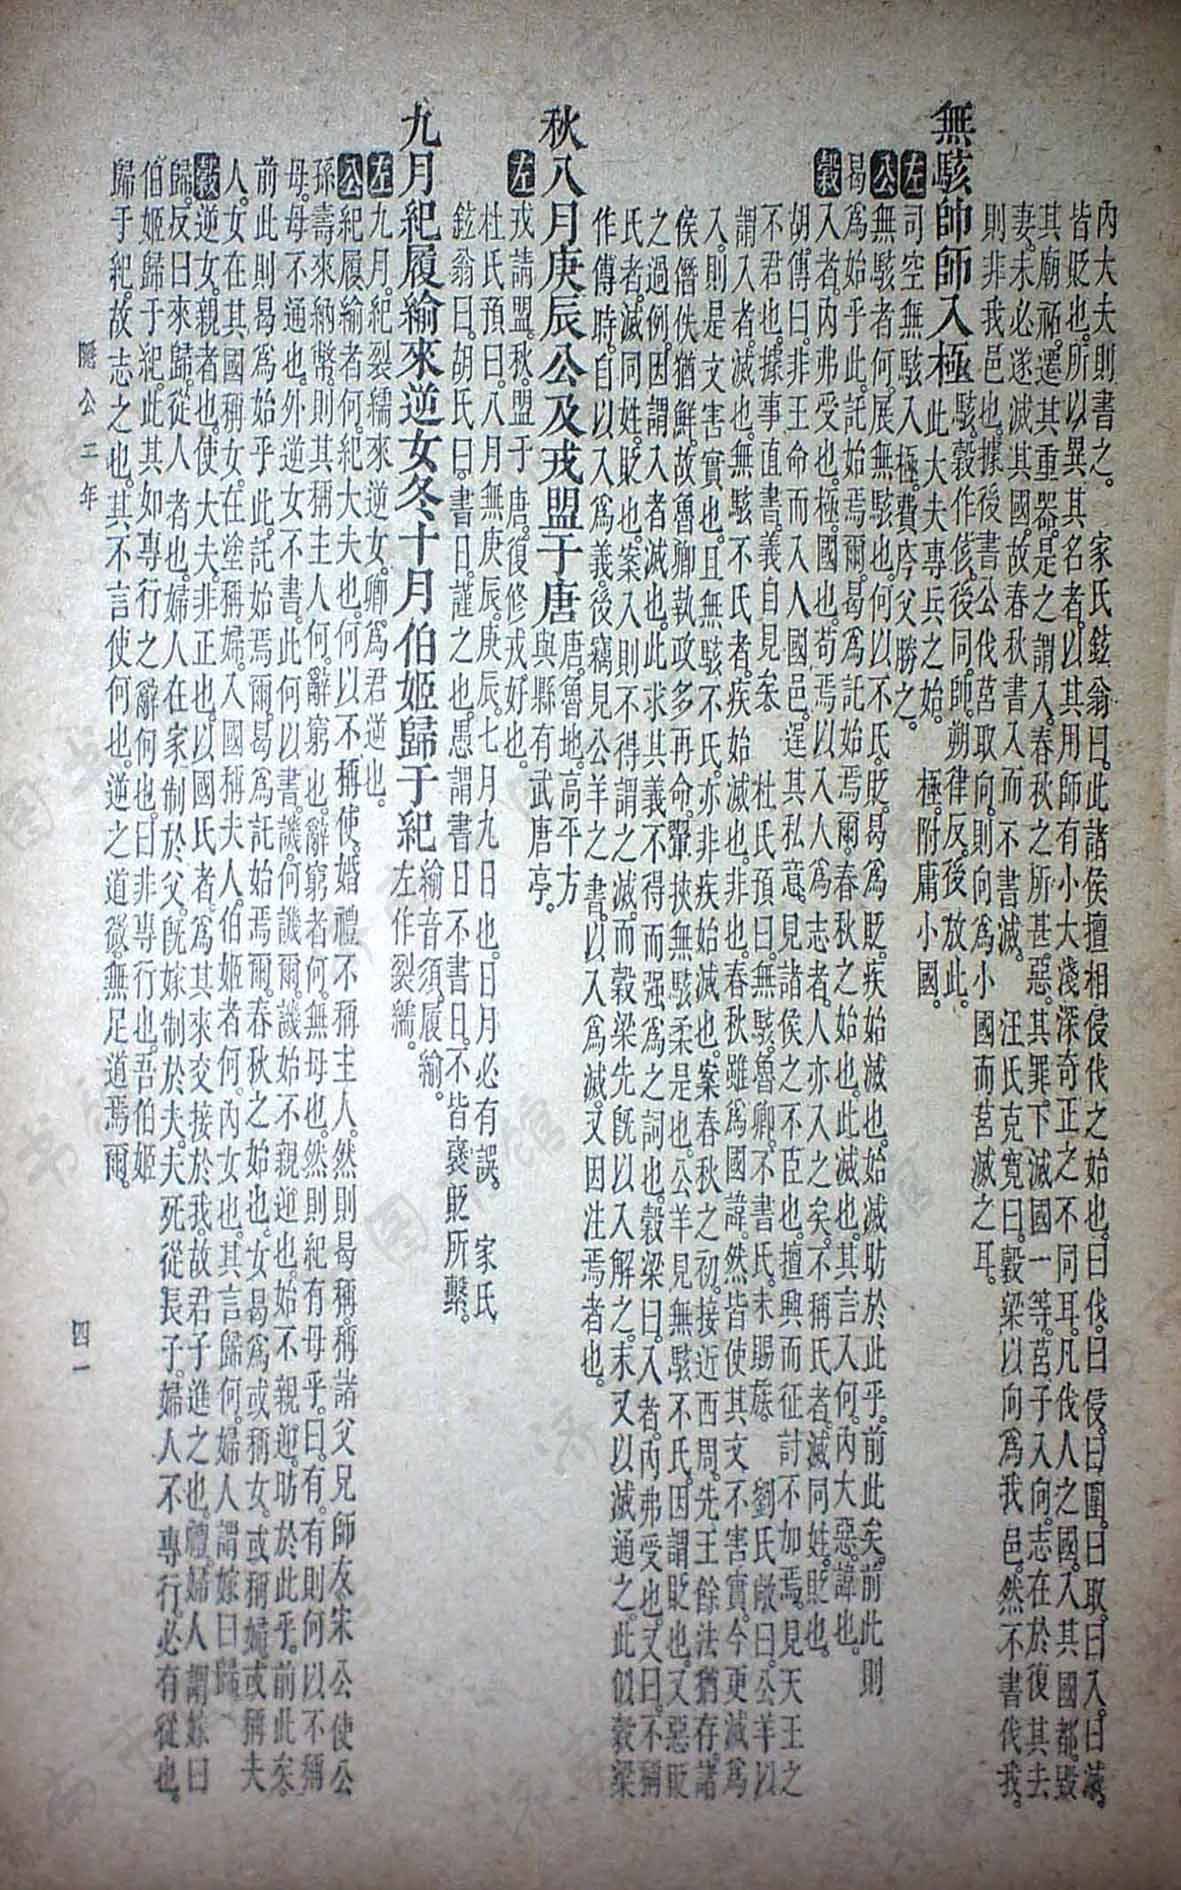 內大夫則書之。　家氏鉉翁曰。此諸侯擅相侵伐之始也。曰伐。曰侵。曰圍。曰取。曰入。曰滅。
皆貶也。所以異其名者。以其用師有小大淺深奇正之不同耳。凡伐人之國。入其國都。毀
其廟祏。遷其重器。是之謂入。春秋之所甚惡。其罪下滅國一等。莒子入向。志在於復其去
妻。未必遂滅其國。故春秋書入而不書滅。　汪氏克寬曰。穀梁以向爲我邑。然不書伐我。
則非我邑也。據後書公伐莒取向。則向爲小國而莒滅之耳。
無駭帥師入極
駭。穀作侅。後同。帥。朔律反。後放此。
此大夫專兵之始。　極。附庸小國。
左司空無駭入極。費庈父勝之。
公無駭者何。展無駭也。何以不氏。貶。曷爲貶。疾始滅也。始滅昉於此乎。前此矣。前此則
曷爲始乎此。託始焉爾。曷爲託始焉爾。春秋之始也。此滅也。其言入何。內大惡。諱也。
穀入者。內弗受也。極。國也。苟焉以入人爲志者。人亦入之矣。不稱氏者。滅同姓。貶也。
胡傳曰。非王命而入人國邑。逞其私意。見諸侯之不臣也。擅興而征討不加焉。見天王之
不君也。據事直書。義自見矣　杜氏預曰。無駭。魯卿。不書氏。未賜族。　劉氏敞曰。公羊以
謂入者。滅也。無駭不氏者。疾始滅也。非也。春秋雖爲國諱。然皆使其文不害實。今更滅爲
入。則是文害實也。且無駭不氏。亦非疾始滅也。案春秋之初。接近西周。先王餘法猶存。諸
侯僭佚猶鮮。故魯卿執政多再命。翬挾無駭柔是也。公羊見無駭不氏。因謂貶也。又惡貶
之過例。因謂入者滅也。此求其義不得而强爲之詞也。穀梁曰。入者。內弗受也。又曰。不稱
氏者。滅同姓。貶也。案入則不得謂之滅。而穀梁先旣以入解之。末又以滅通之。此似穀梁
作傳時。自以入爲義。後竊見公羊之書。以入爲滅。又因注焉者也。
秋八月庚辰公及戎盟于唐
唐。魯地。高平方
與縣有武唐亭。
左戎請盟。秋。盟于唐。復修戎好也。
杜氏預曰。八月無庚辰。庚辰。七月九日也。日月必有誤。　家氏
鉉翁曰。胡氏曰。書日。謹之也。愚謂書日不書日。不皆襃貶所繫。
九月紀履緰來逆女冬十月伯姬歸于紀
緰音須。履緰。
左作裂繻。
左九月。紀裂繻來逆女。卿爲君逆也。
公紀履緰者何。紀大夫也。何以不稱使。婚禮不稱主人。然則曷稱。稱諸父兄師友。宋公使公
孫壽來納幣。則其稱主人何。辭窮也。辭窮者何。無母也。然則紀有母乎。曰。有。有則何以不稱
母。母不通也。外逆女不書。此何以書。譏。何譏爾。譏始不親逆也。始不親迎。昉於此乎。前此矣。
前此則曷爲始乎此。託始焉爾。曷爲託始焉爾。春秋之始也。女曷爲或稱女。或稱婦。或稱夫
人。女在其國稱女。在塗稱婦。入國稱夫人。伯姬者何。內女也。其言歸何。婦人謂嫁曰歸。
穀逆女。親者也。使大夫。非正也。以國氏者。爲其來交接於我。故君子進之也。禮。婦人謂嫁曰
歸。反曰來歸。從人者也。婦人在家制於父。旣嫁制於夫。夫死從長子。婦人不專行。必有從也。
伯姬歸于紀。此其如專行之辭何也。曰非專行也。吾伯姬
歸于紀。故志之也。其不言使何也。逆之道微。無足道焉爾。
隱公二年
四一